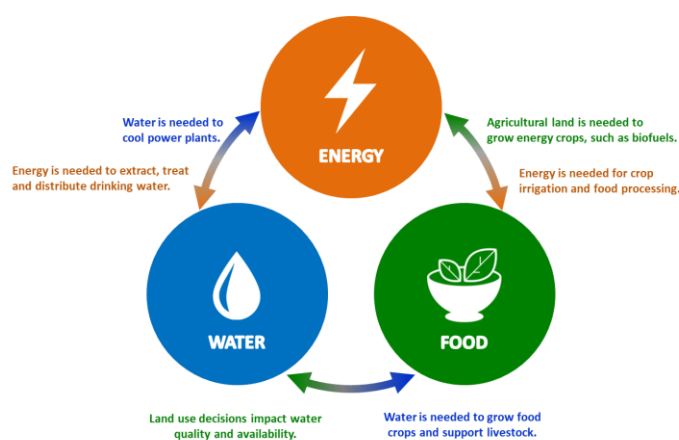 ENERGY
Water is needed to
cool power plants.
Agricultural land is needed to
grow energy crops, such as biofuels.
Energy is needed to extract, treat
and distribute drinking water.
Energy is needed for crop
irrigation and food processing.
WATER
FOOD
Land use decisions impact water
quality and availability.
Water is needed to grow food
crops and support livestock.